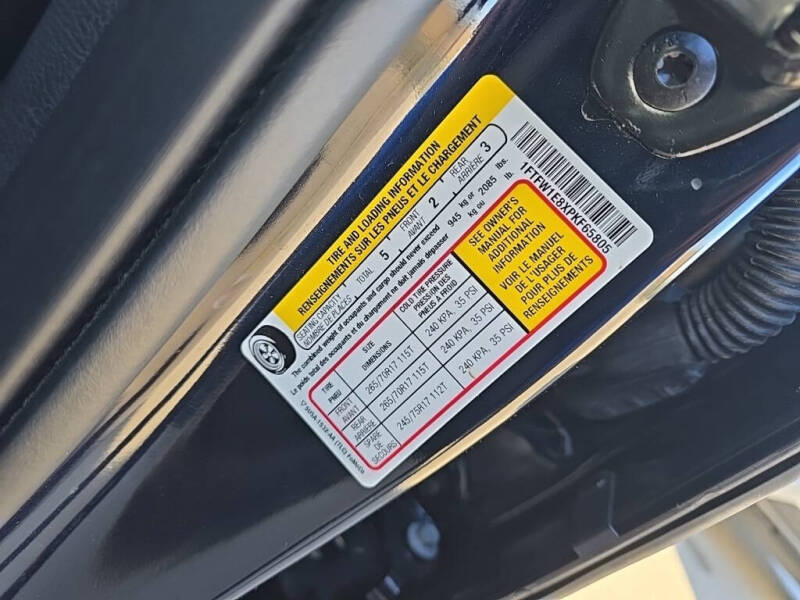 TIRE AND LOADING INFORMATION
RENSEIGNEMENTS SUR LES PNEUS ET LE CHARGEMENT
SEATING CAPACITY TOTAL 5 FRONT 2 REAR 3
NOMBRE DE PLACES AVANT ARRIÈRE
The combined weight of occupants and cargo should never exceed 945 kg or 2085 lbs.
Le poids total des occupants et du chargement ne doit jamais dépasser kg ou lb.
TIRE SIZE COLD TIRE PRESSURE
PNEU DIMENSIONS PRESSION DES PNEUS A FROID
FRONT AVANT 265/70R17 115T 240 KPA, 35 PSI
REAR ARRIÈRE 265/70R17 115T 240 KPA, 35 PSI
SPARE DE SECOURS 245/75R17 112T 240 KPA, 35 PSI
SEE OWNER'S
MANUAL FOR
ADDITIONAL
INFORMATION
VOIR LE MANUEL
DE L'USAGER
POUR PLUS DE
RENSEIGNEMENTS
1FTFW1E8XPKF65805